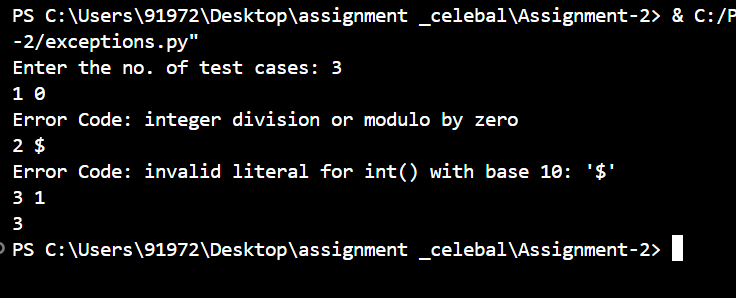 PS C:\Users\91972\Desktop\assignment _celebal\Assignment-2> & C:/P
-2/exceptions.py"
Enter the no. of test cases: 3
1 0
Error Code: integer division or modulo by zero
2 $
Error Code: invalid literal for int() with base 10: '$'
3 1
3
PS C:\Users\91972\Desktop\assignment _celebal\Assignment-2>